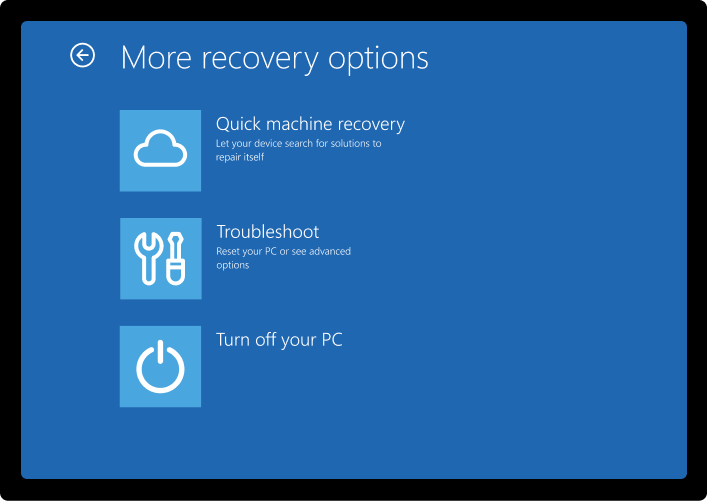 More recovery options
Quick machine recovery
Let your device search for solutions to
repair itself
Troubleshoot
Reset your PC or see advanced
options
Turn off your PC